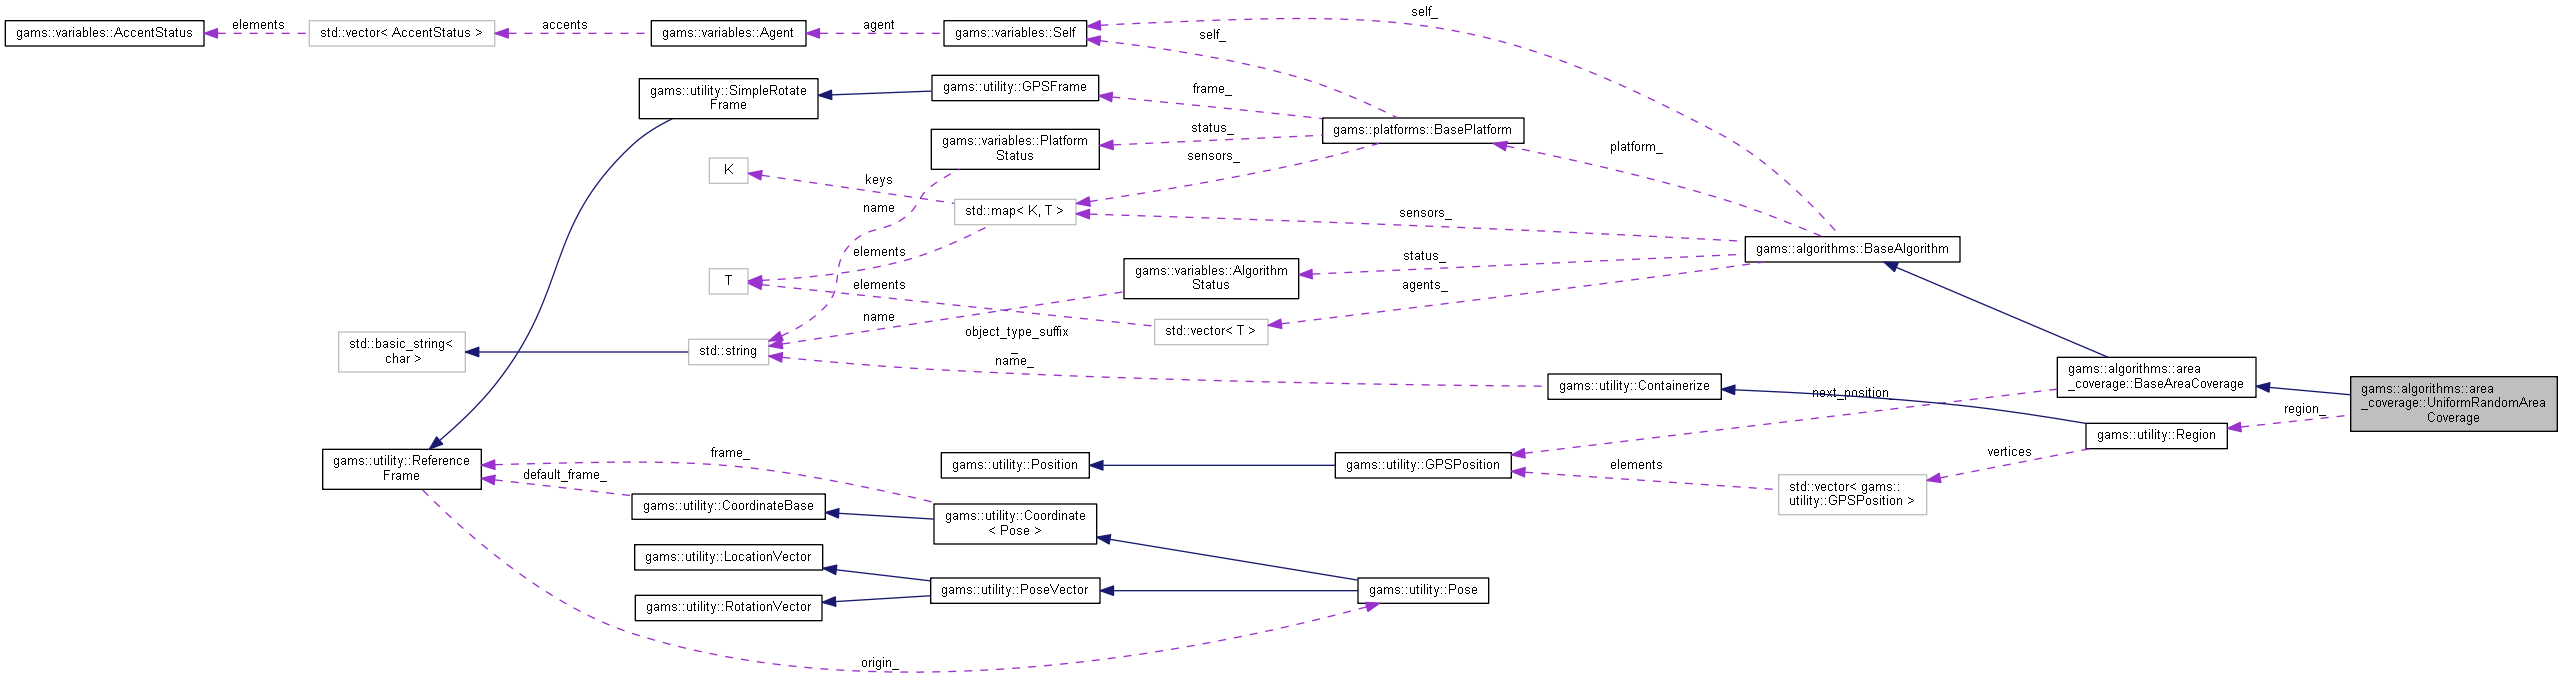 self_
elements
accents
agent
gams::variables::AccentStatus
std::vector< AccentStatus >
gams::variables::Agent
gams::variables::Self
self_
gams::utility::SimpleRotate
Frame
gams::utility::GPSFrame
frame_
gams::platforms::BasePlatform
status_
gams::variables::Platform
Status
sensors_
platform_
K
keys
name
std::map< K, T >
sensors_
gams::algorithms::BaseAlgorithm
elements
status_
T
gams::variables::Algorithm
Status
elements
agents_
name
object_type_suffix
_
name_
std::vector< T >
std::basic_string<
char >
std::string
gams::utility::Containerize
next_position_
gams::algorithms::area
_coverage::BaseAreaCoverage
gams::algorithms::area
_coverage::UniformRandomArea
Coverage
region_
gams::utility::Region
vertices
gams::utility::Reference
Frame
frame_
default_frame_
gams::utility::Position
gams::utility::GPSPosition
elements
std::vector< gams::
utility::GPSPosition >
gams::utility::CoordinateBase
gams::utility::Coordinate
< Pose >
gams::utility::LocationVector
gams::utility::PoseVector
gams::utility::Pose
gams::utility::RotationVector
origin_